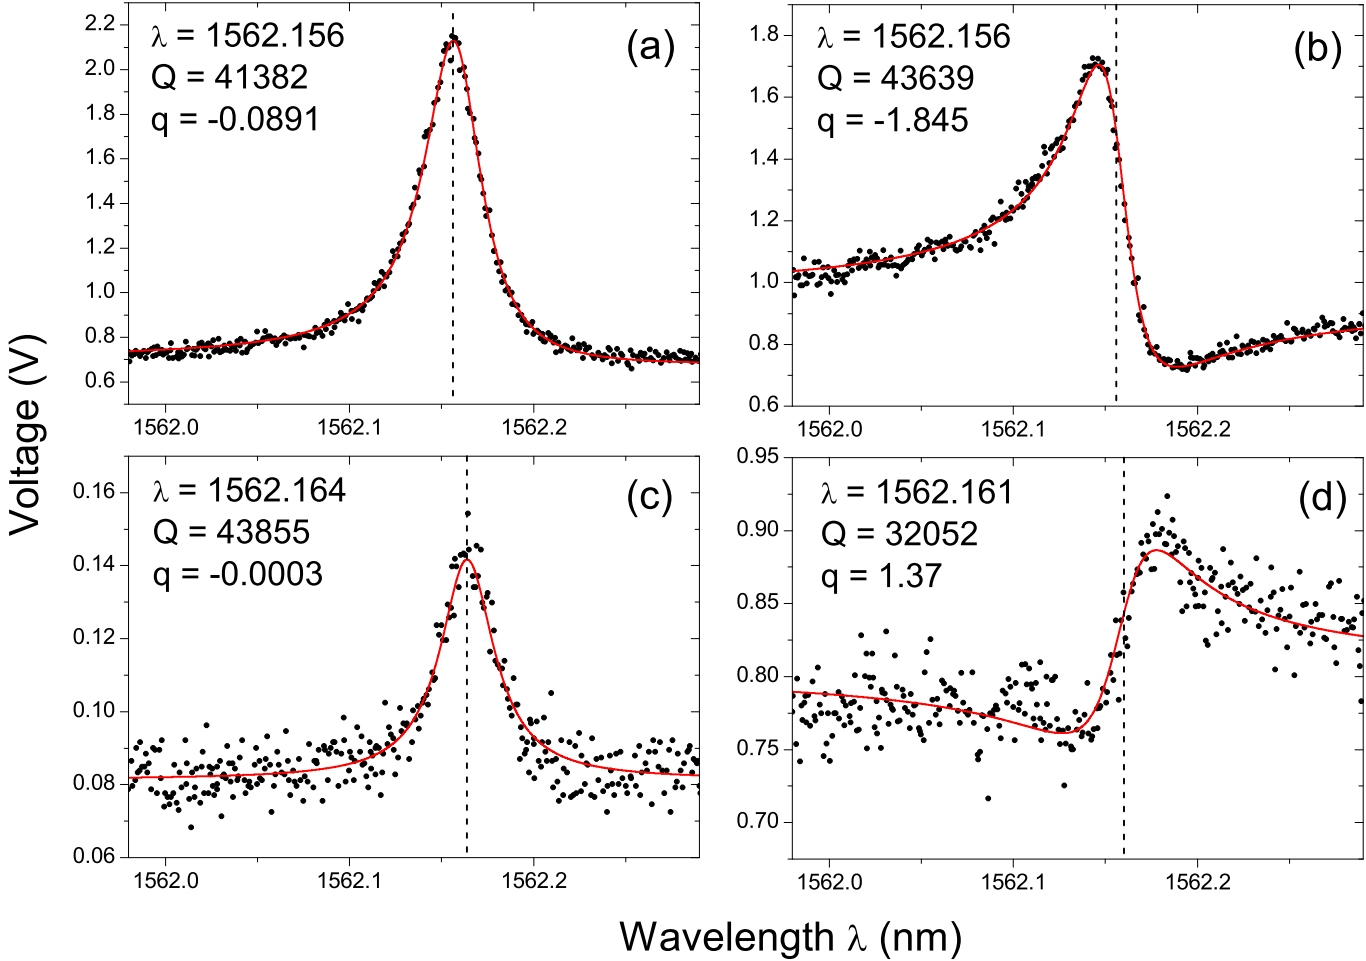 λ = 1562.156
Q = 41382
q = -0.0891
(a)
2.2
2.0
1.8
1.6
1.4
1.2
1.0
0.8
0.6
1562.0 1562.1 1562.2
λ = 1562.156
Q = 43639
q = -1.845
(b)
1.8
1.6
1.4
1.2
1.0
0.8
0.6
1562.0 1562.1 1562.2
Voltage (V)
λ = 1562.164
Q = 43855
q = -0.0003
(c)
0.16
0.14
0.12
0.10
0.08
0.06
1562.0 1562.1 1562.2
λ = 1562.161
Q = 32052
q = 1.37
(d)
0.95
0.90
0.85
0.80
0.75
0.70
1562.0 1562.1 1562.2
Wavelength λ (nm)